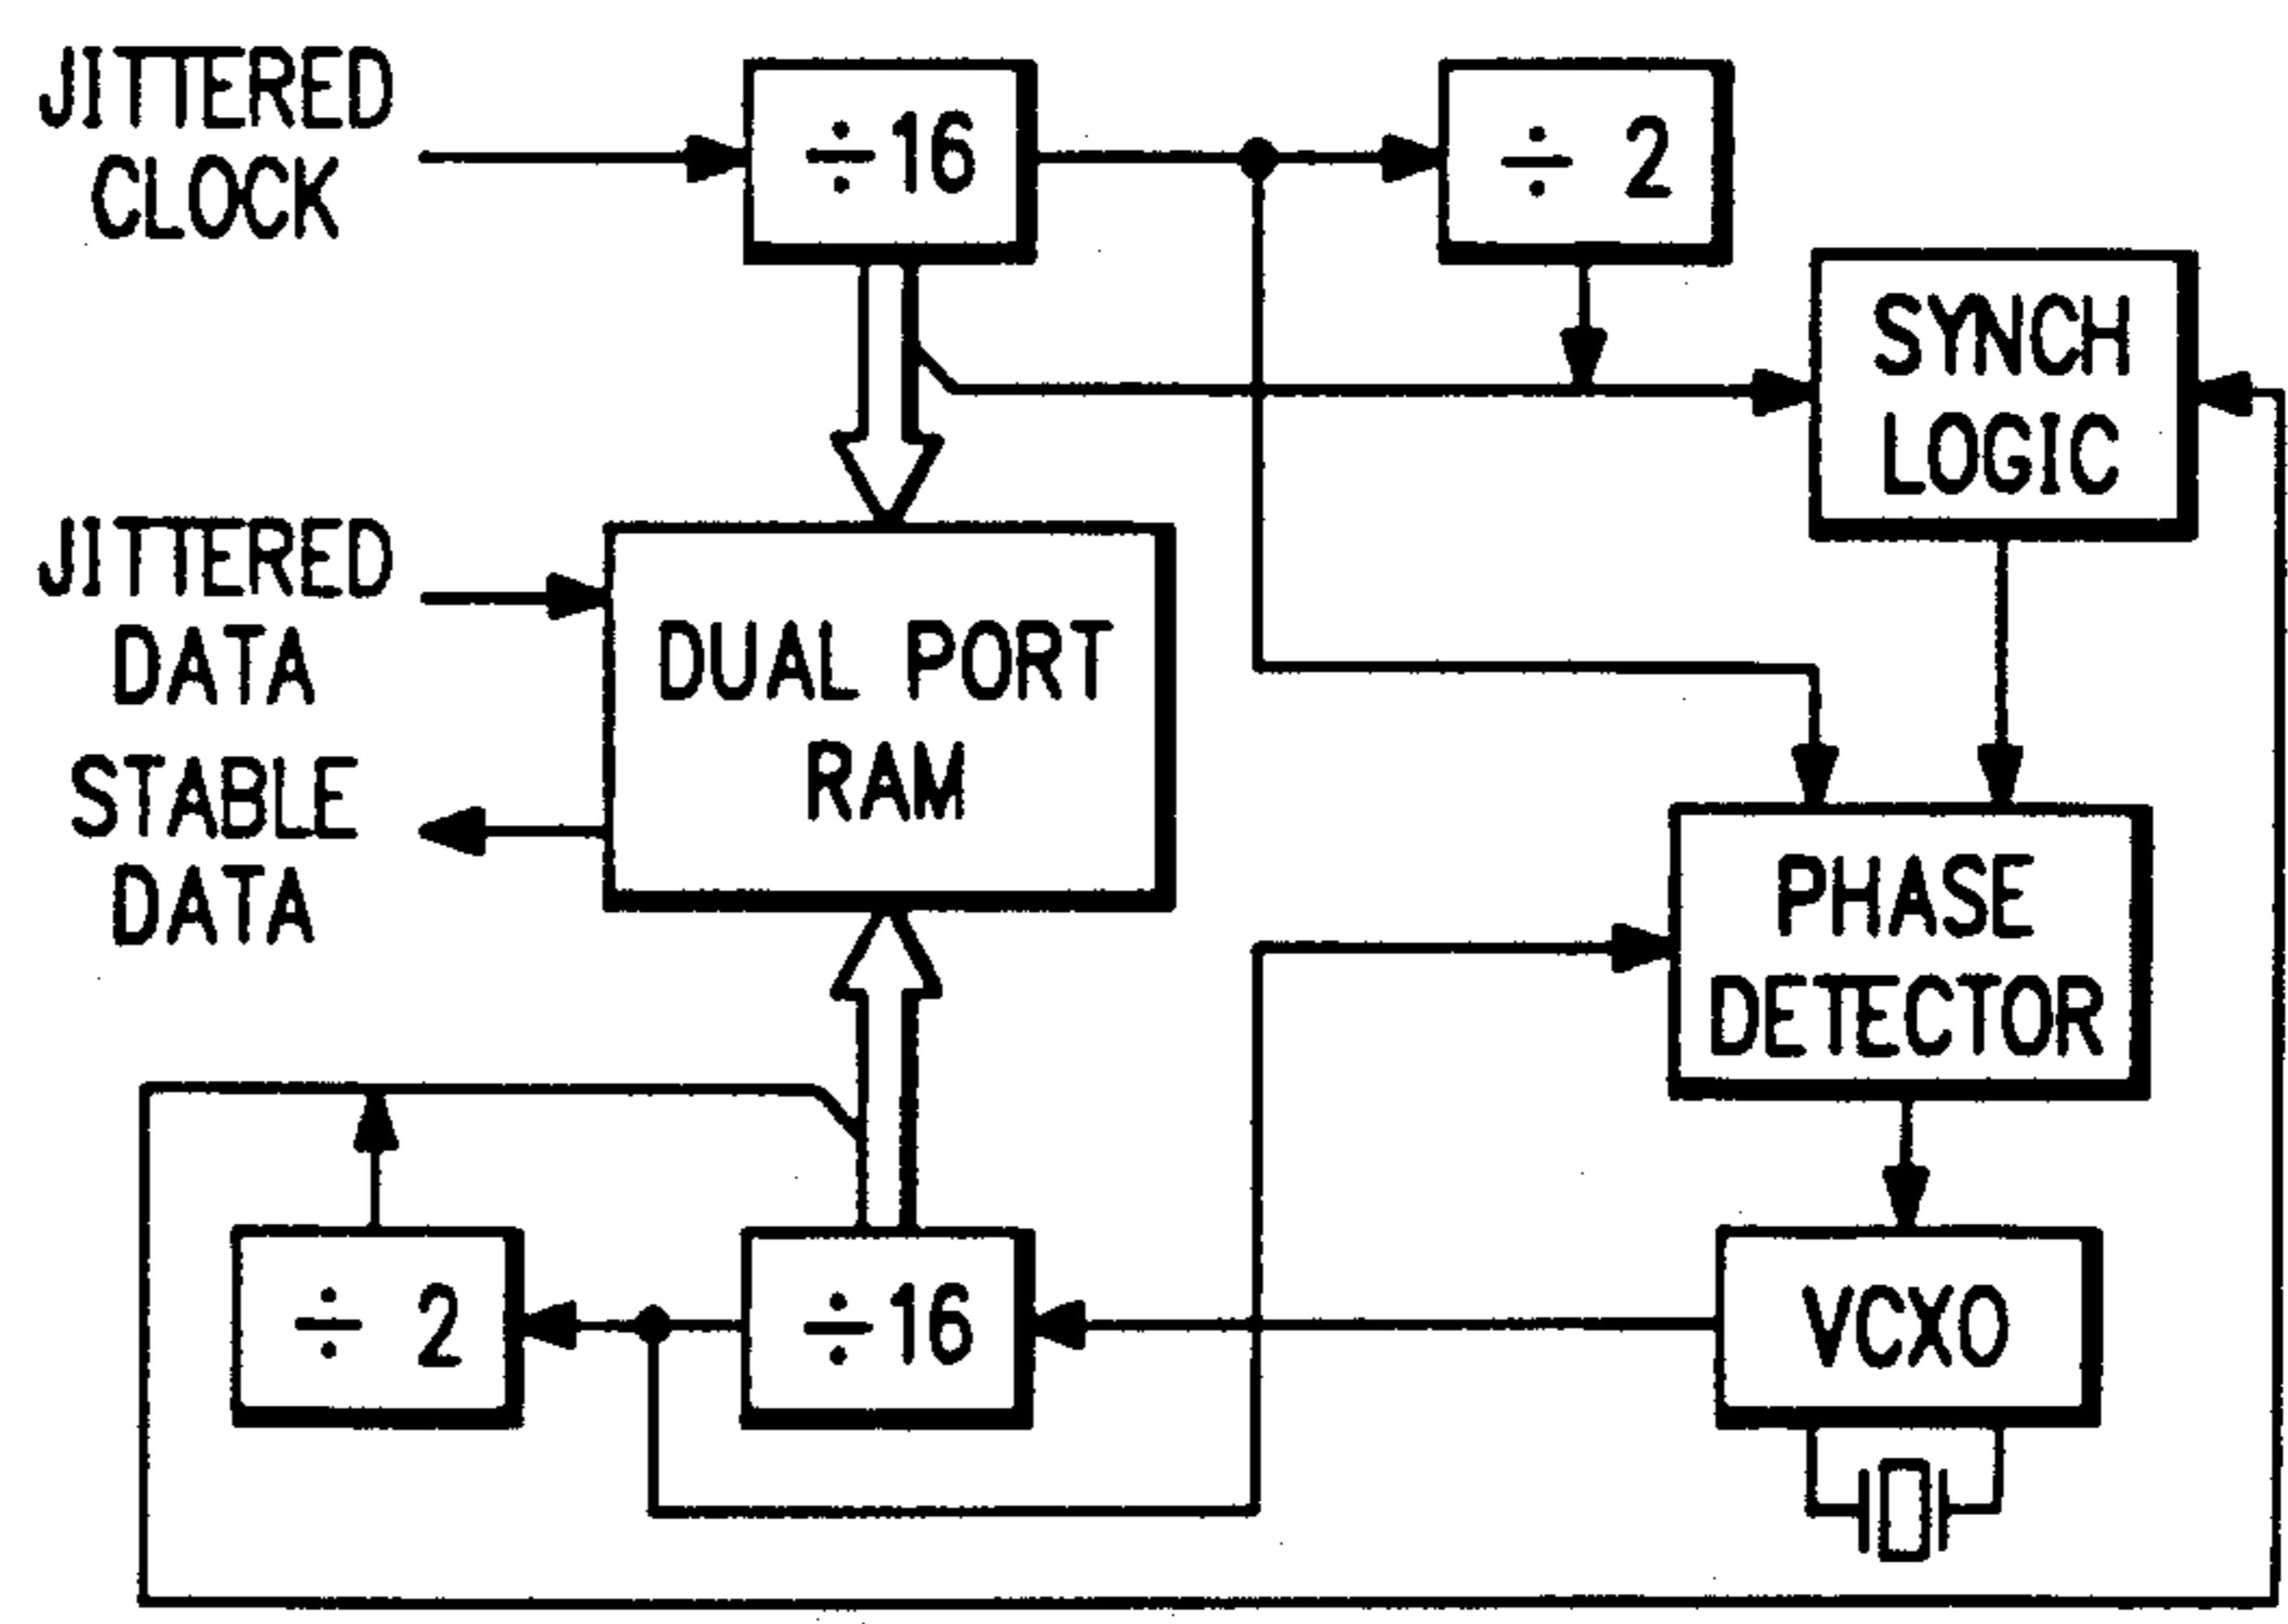 JITTERED
CLOCK
÷16
÷ 2
SYNCH
LOGIC
JITTERED
DATA
DUAL PORT
RAM
STABLE
DATA
PHASE
DETECTOR
÷ 2
÷16
VCXO